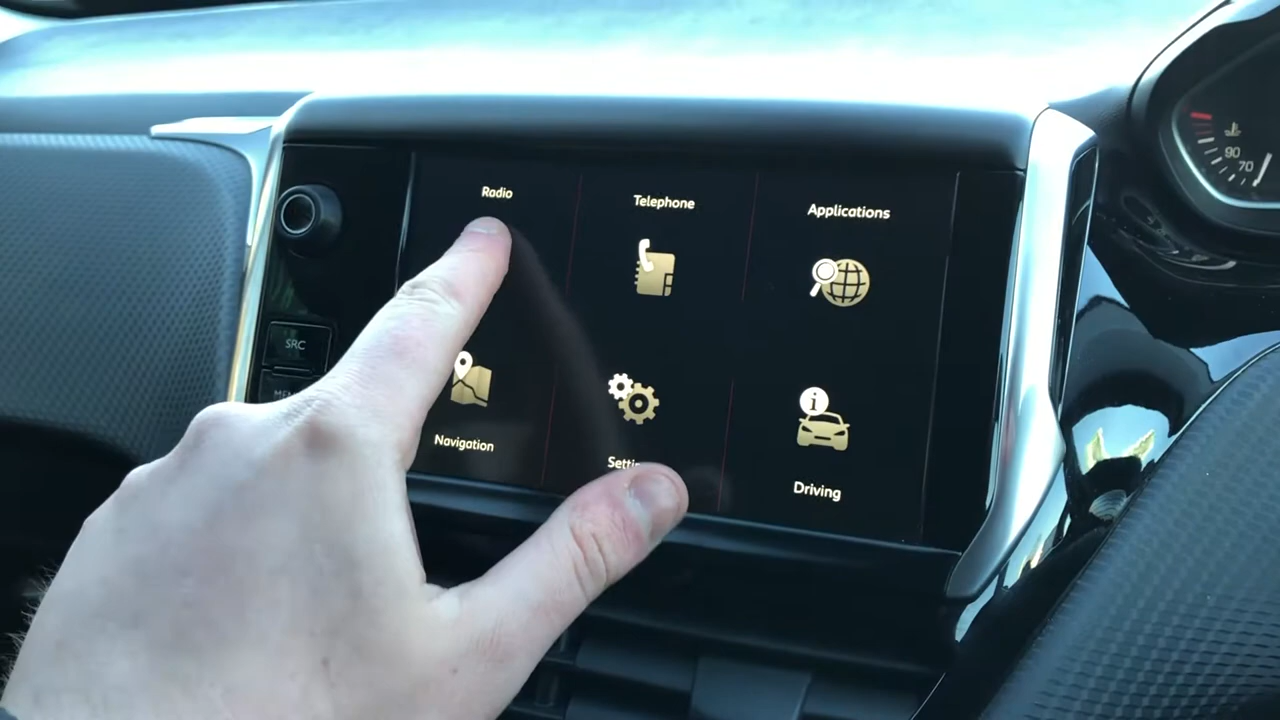 Radio
Telephone
Applications
SRC
Navigation
Driving
90
70